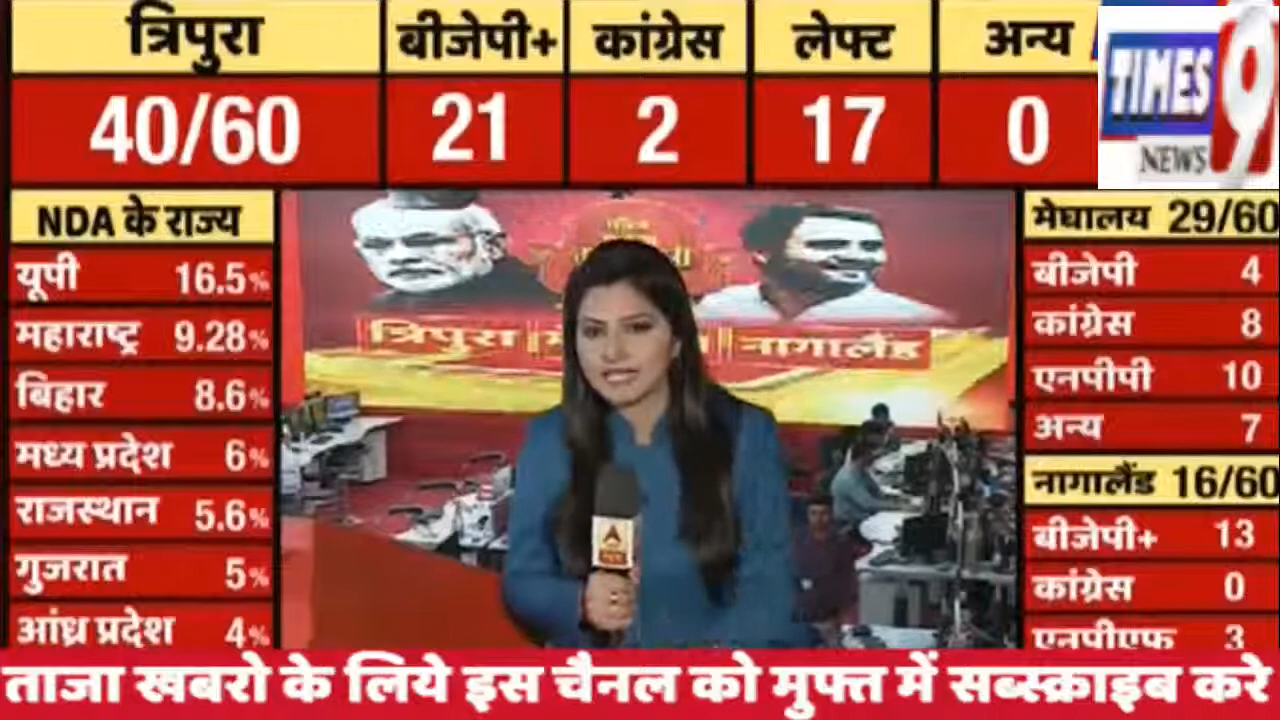 त्रिपुरा बीजेपी+ कांग्रेस लेफ्ट अन्य
40/60 21 2 17 0
TIMES 9
NEWS
NDA के राज्य
यूपी 16.5%
महाराष्ट्र 9.28%
बिहार 8.6%
मध्य प्रदेश 6%
राजस्थान 5.6%
गुजरात 5%
आंध्र प्रदेश 4%
त्रिपुरा
नागालैंड
मेघालय 29/60
बीजेपी 4
कांग्रेस 8
एनपीपी 10
अन्य 7
नागालैंड 16/60
बीजेपी+ 13
कांग्रेस 0
एनपीएफ 3
ताजा खबरो के लिये इस चैनल को मुफ्त में सब्स्क्राइब करे